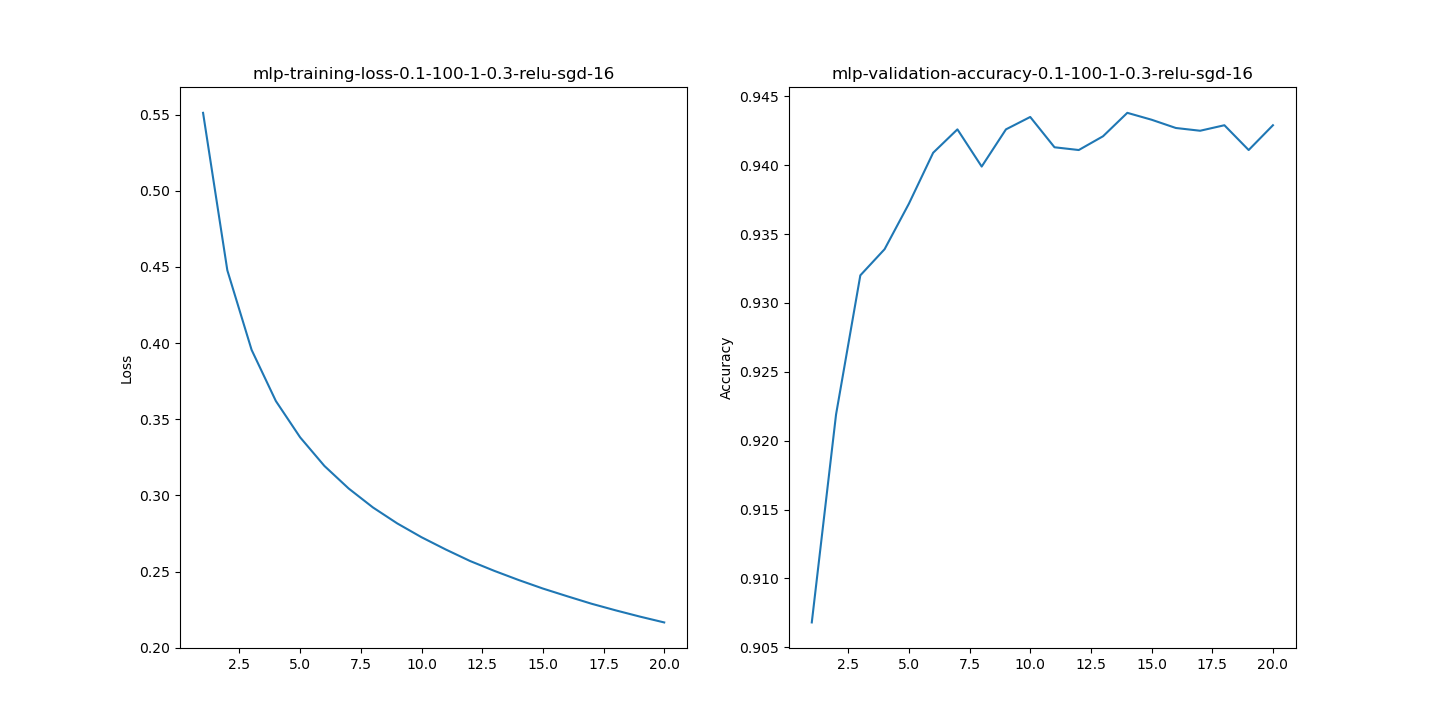 mlp-training-loss-0.1-100-1-0.3-relu-sgd-16
0.55
0.50
0.45
0.40
0.35
0.30
0.25
0.20
Loss
2.5 5.0 7.5 10.0 12.5 15.0 17.5 20.0
mlp-validation-accuracy-0.1-100-1-0.3-relu-sgd-16
0.945
0.940
0.935
0.930
0.925
0.920
0.915
0.910
0.905
Accuracy
2.5 5.0 7.5 10.0 12.5 15.0 17.5 20.0